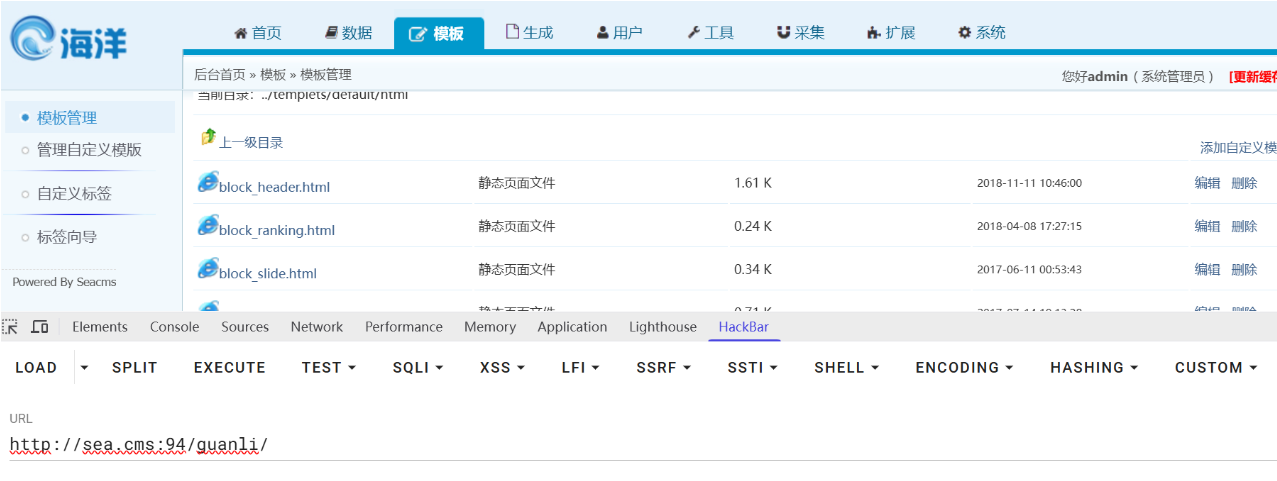 海洋
首页 数据 模板 生成 用户 工具 采集 扩展 系统
后台首页 » 模板 » 模板管理 您好admin（系统管理员） [更新缓存
模板管理
管理自定义模版
自定义标签
标签向导
Powered By Seacms
当前目录：../templets/default/html
上一级目录 添加自定义模
block_header.html 静态页面文件 1.61 K 2018-11-11 10:46:00 编辑 删除
block_ranking.html 静态页面文件 0.24 K 2018-04-08 17:27:15 编辑 删除
block_slide.html 静态页面文件 0.34 K 2017-06-11 00:53:43 编辑 删除
静态页面文件 0.71 K 编辑 删除
Elements Console Sources Network Performance Memory Application Lighthouse HackBar
LOAD SPLIT EXECUTE TEST SQLI XSS LFI SSRF SSTI SHELL ENCODING HASHING CUSTOM
URL
http://sea.cms:94/guanli/